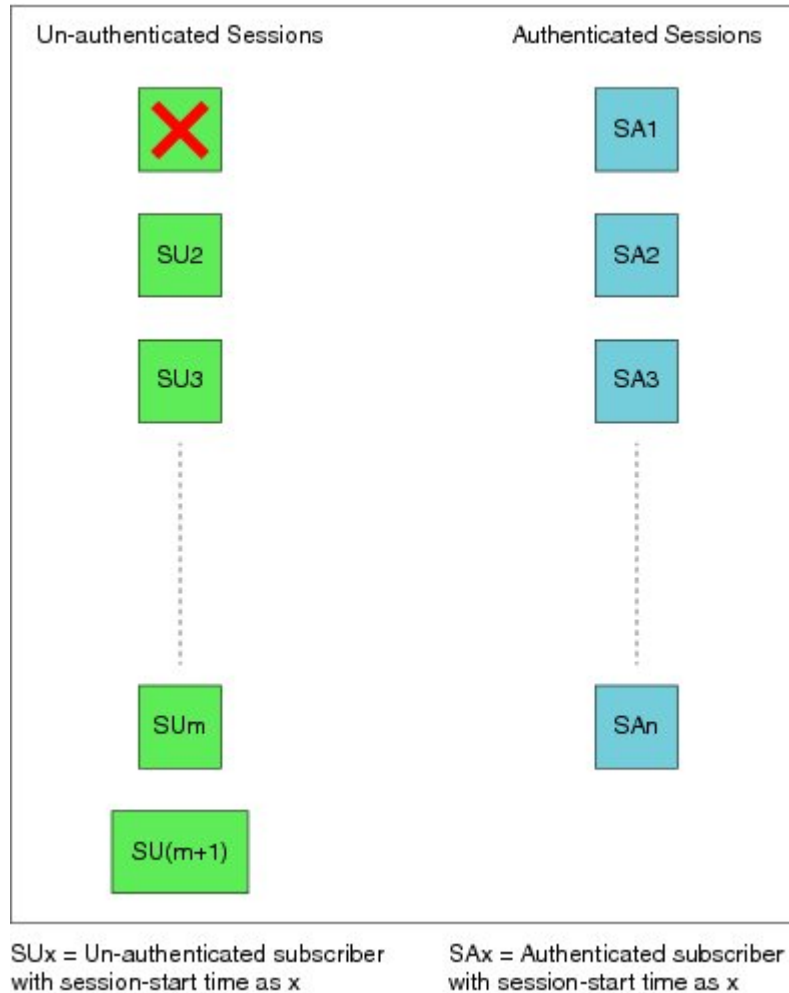 Un-authenticated Sessions
Authenticated Sessions
SA1
SU2
SA2
SU3
SA3
SUm
SAn
SU(m+1)
SUx = Un-authenticated subscriber
with session-start time as x
SAx = Authenticated subscriber
with session-start time as x